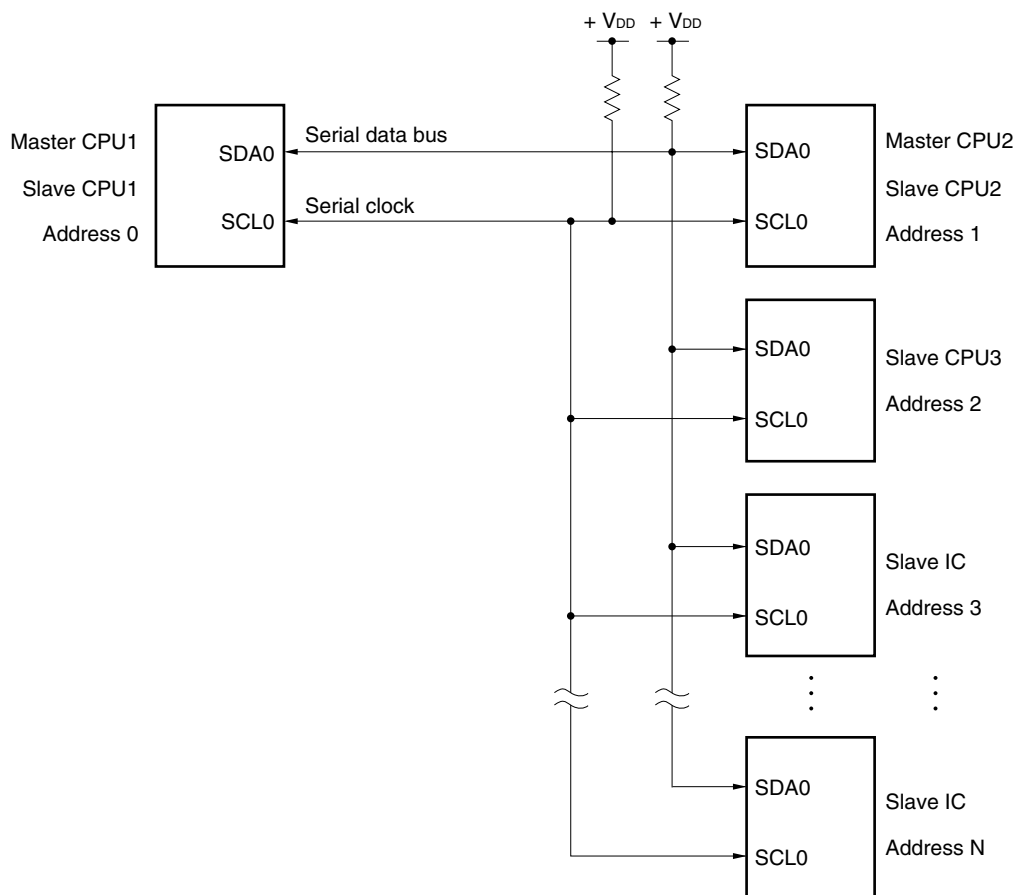 + VDD
+ VDD
Master CPU1
Slave CPU1
Address 0
SDA0
SCL0
Serial data bus
Serial clock
SDA0
SCL0
Master CPU2
Slave CPU2
Address 1
SDA0
SCL0
Slave CPU3
Address 2
SDA0
SCL0
Slave IC
Address 3
SDA0
SCL0
Slave IC
Address N